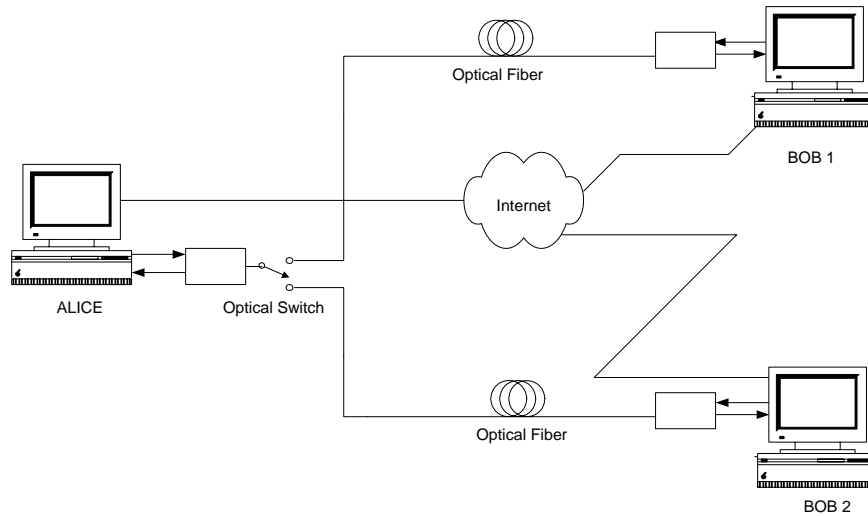 Optical Fiber
BOB 1
Internet
ALICE
Optical Switch
Optical Fiber
BOB 2